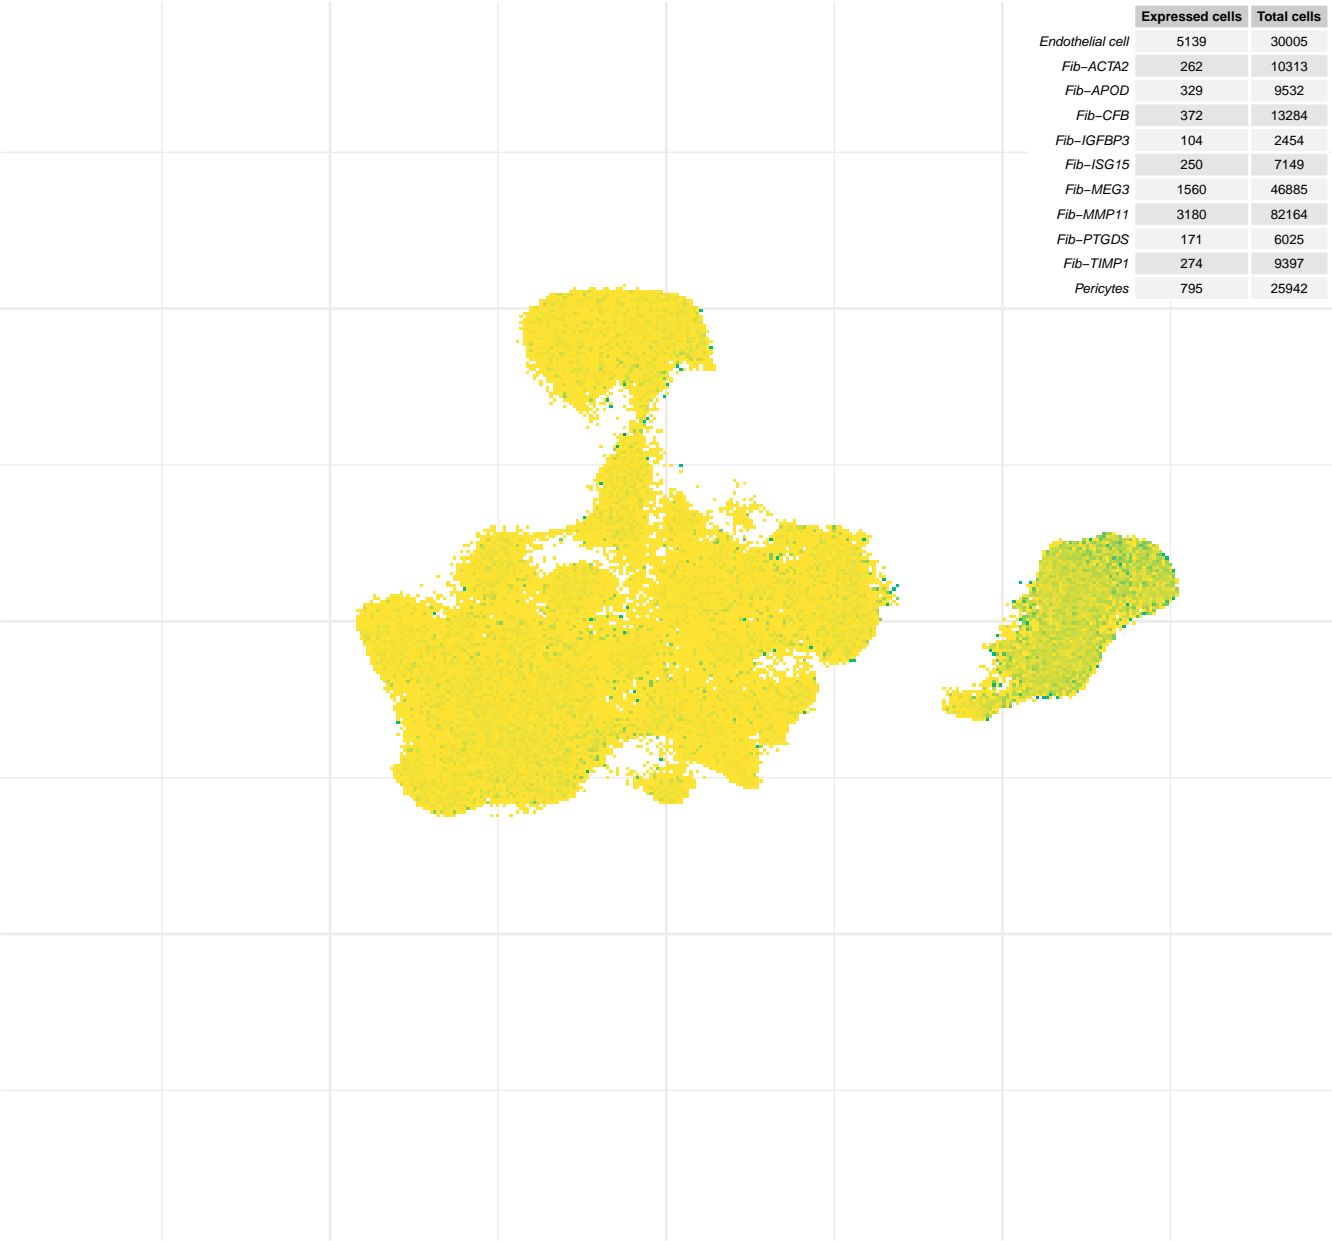 Expressed cells Total cells
Endothelial cell 5139 30005
Fib−ACTA2 262 10313
Fib−APOD 329 9532
Fib−CFB 372 13284
Fib−IGFBP3 104 2454
Fib−ISG15 250 7149
Fib−MEG3 1560 46885
Fib−MMP11 3180 82164
Fib−PTGDS 171 6025
Fib−TIMP1 274 9397
Pericytes 795 25942